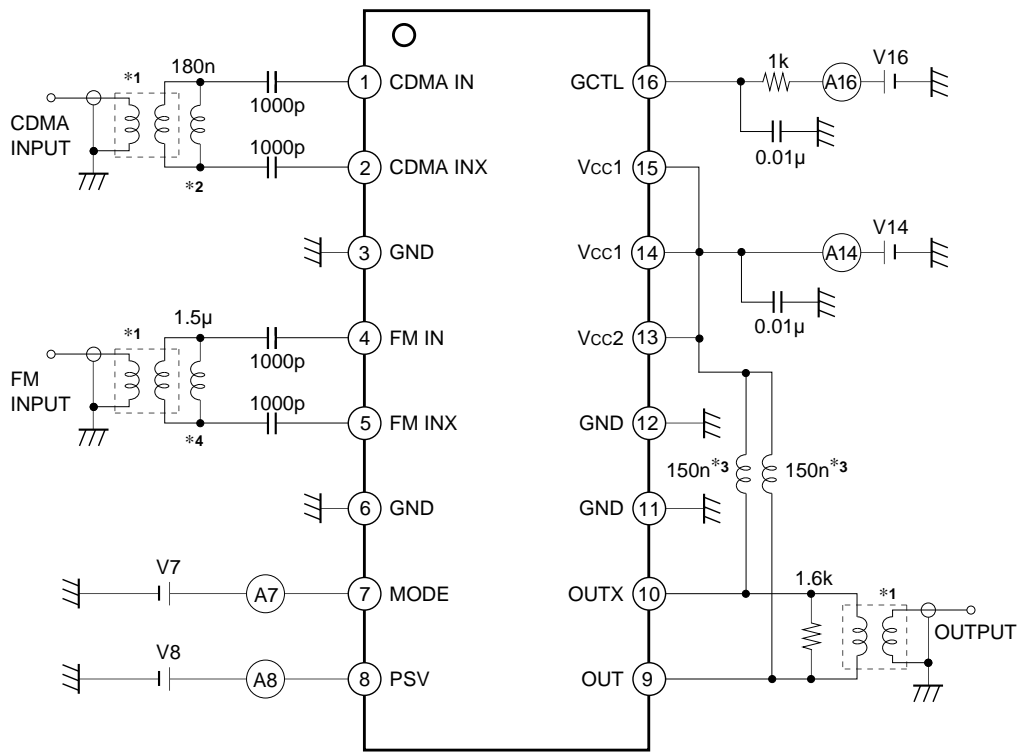 *1
180n
1000p
CDMA
INPUT
1000p
*2
1 CDMA IN
2 CDMA INX
3 GND
*1
1.5µ
1000p
FM
INPUT
1000p
*4
4 FM IN
5 FM INX
6 GND
V7
A7
7 MODE
V8
A8
8 PSV
GCTL 16
1k
A16
V16
0.01µ
VCC1 15
VCC1 14
A14
V14
0.01µ
VCC2 13
GND 12
150n*3
150n*3
GND 11
OUTX 10
1.6k
*1
OUTPUT
OUT 9